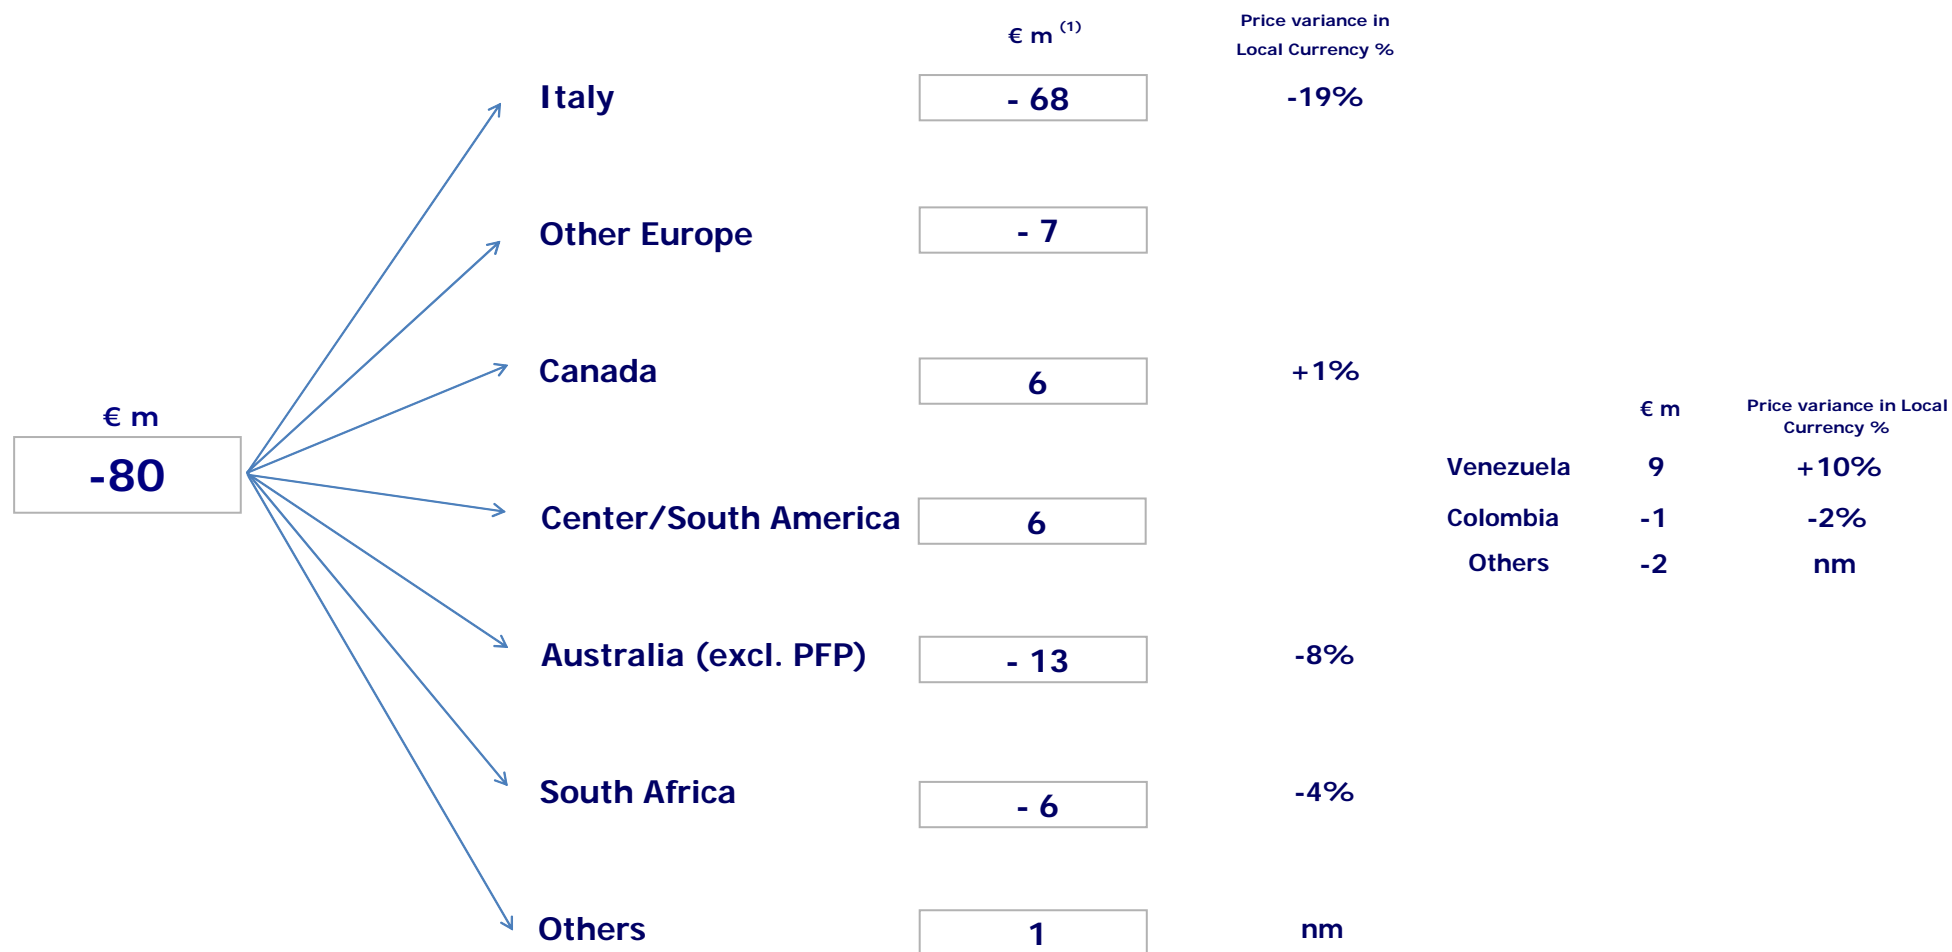 € m (1)
Price variance in
Local Currency %
Italy
- 68
-19%
Other Europe
- 7
Canada
6
+1%
€ m
-80
€ m
Price variance in Local
Currency %
Venezuela 9 +10%
Colombia -1 -2%
Others -2 nm
Center/South America
6
Australia (excl. PFP)
- 13
-8%
South Africa
- 6
-4%
Others
1
nm